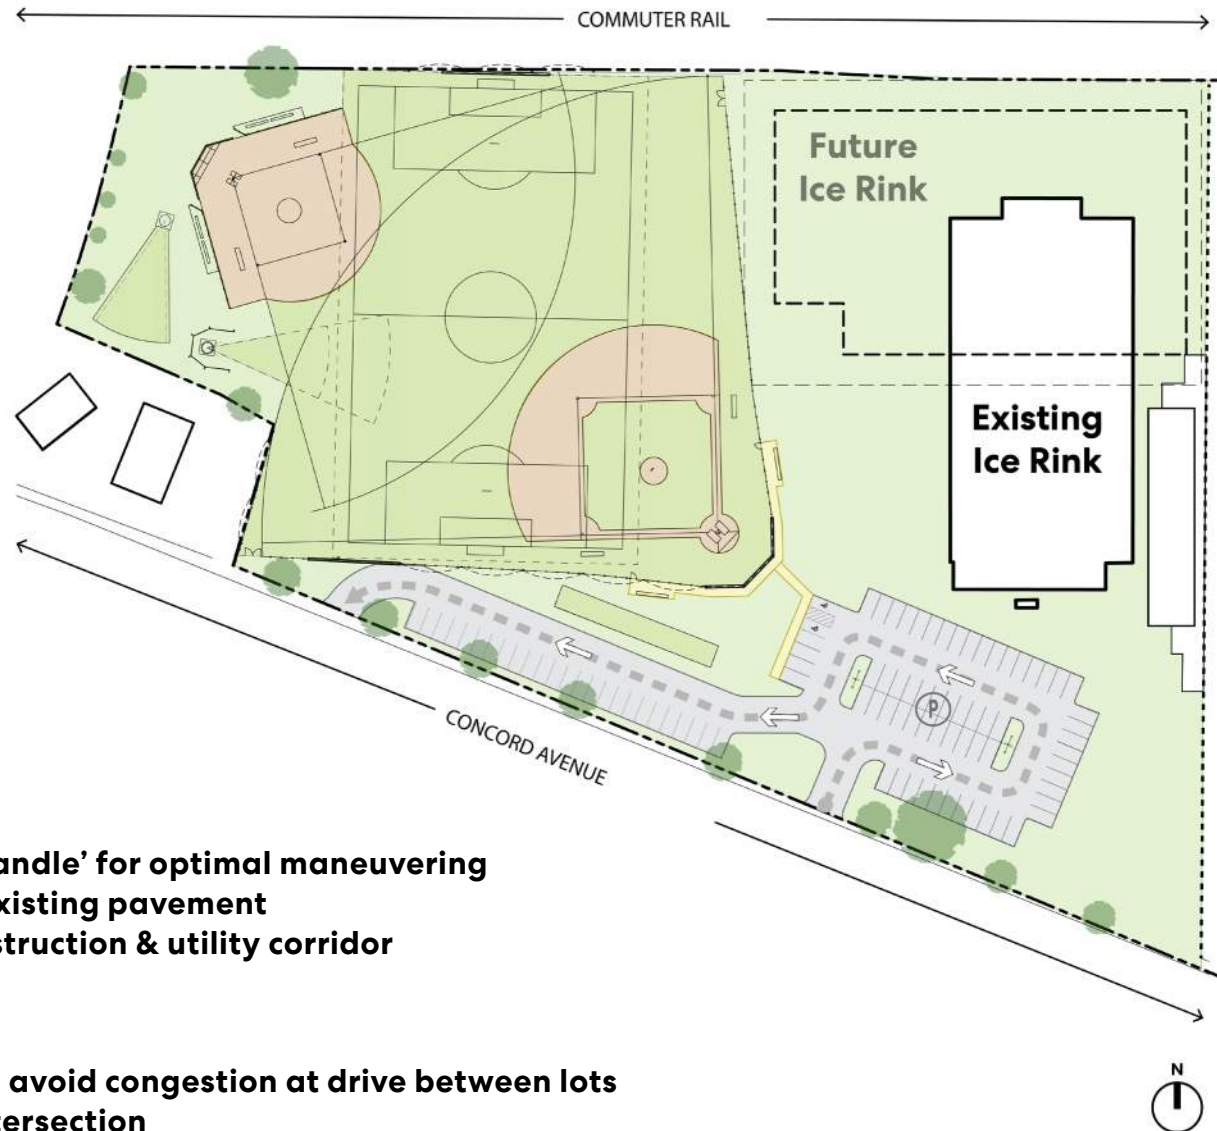 COMMUTER RAIL
Future
Ice Rink
Existing
Ice Rink
P
CONCORD AVENUE
andle’ for optimal maneuvering
xisting pavement
struction & utility corridor
avoid congestion at drive between lots
tersection
N